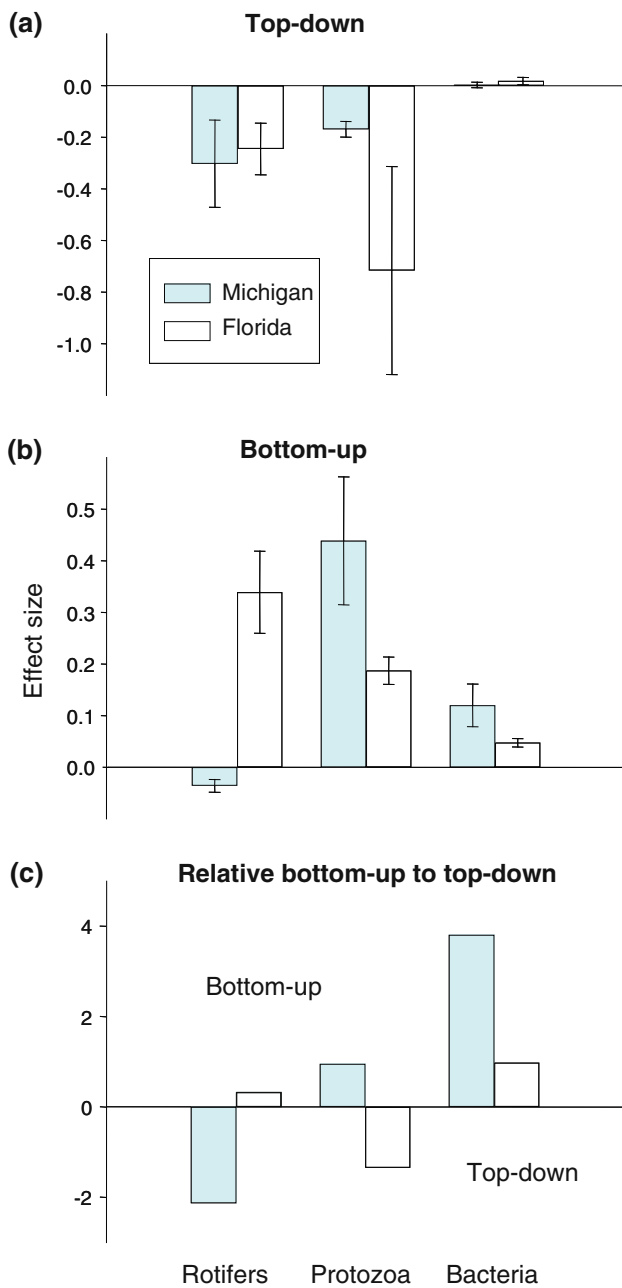 (a) Top-down
0.0
-0.2
-0.4
-0.6
-0.8
-1.0
Michigan
Florida
(b) Bottom-up
Effect size
0.5
0.4
0.3
0.2
0.1
0.0
(c) Relative bottom-up to top-down
4
2
0
-2
Bottom-up
Top-down
Rotifers Protozoa Bacteria